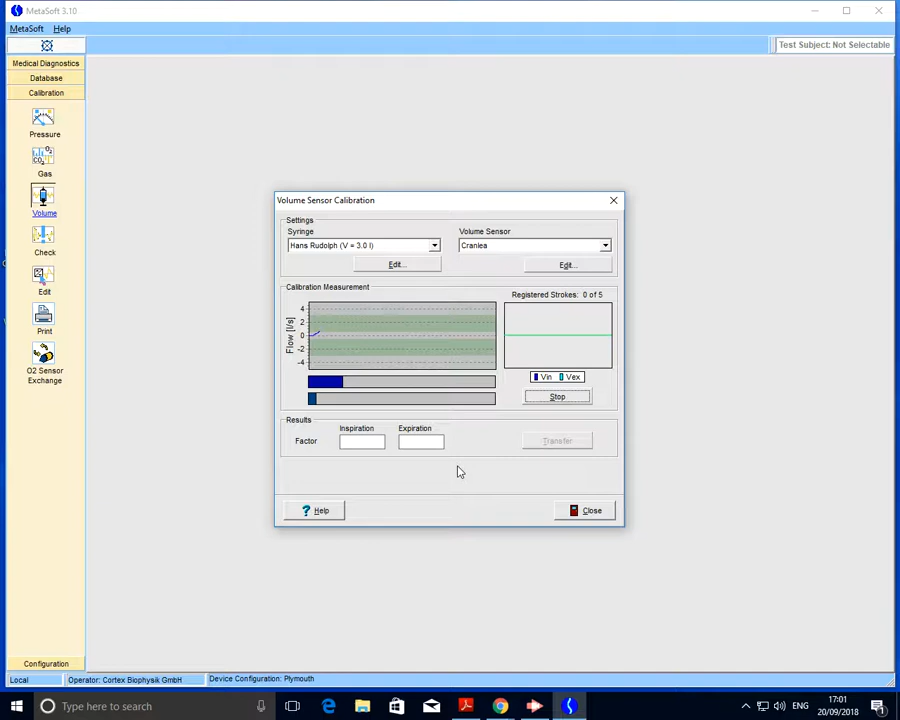 MetaSoft 3.10
MetaSoft Help
Test Subject: Not Selectable
Medical Diagnostics
Database
Calibration
Pressure
CO2 O2
Gas
Volume
Check
Edit
Print
O2 Sensor
Exchange
Configuration
Volume Sensor Calibration
Settings
Syringe
Hans Rudolph (V = 3.0 l)
Edit...
Volume Sensor
Cranlea
Edit...
Calibration Measurement
Flow [l/s]
4
2
0
-2
-4
Registered Strokes: 0 of 5
Vin Vex
Stop
Results
Inspiration Expiration
Factor
Transfer
? Help
Close
Local
Operator: Cortex Biophysik GmbH
Device Configuration: Plymouth
Type here to search
ENG
17:01
20/09/2018
1